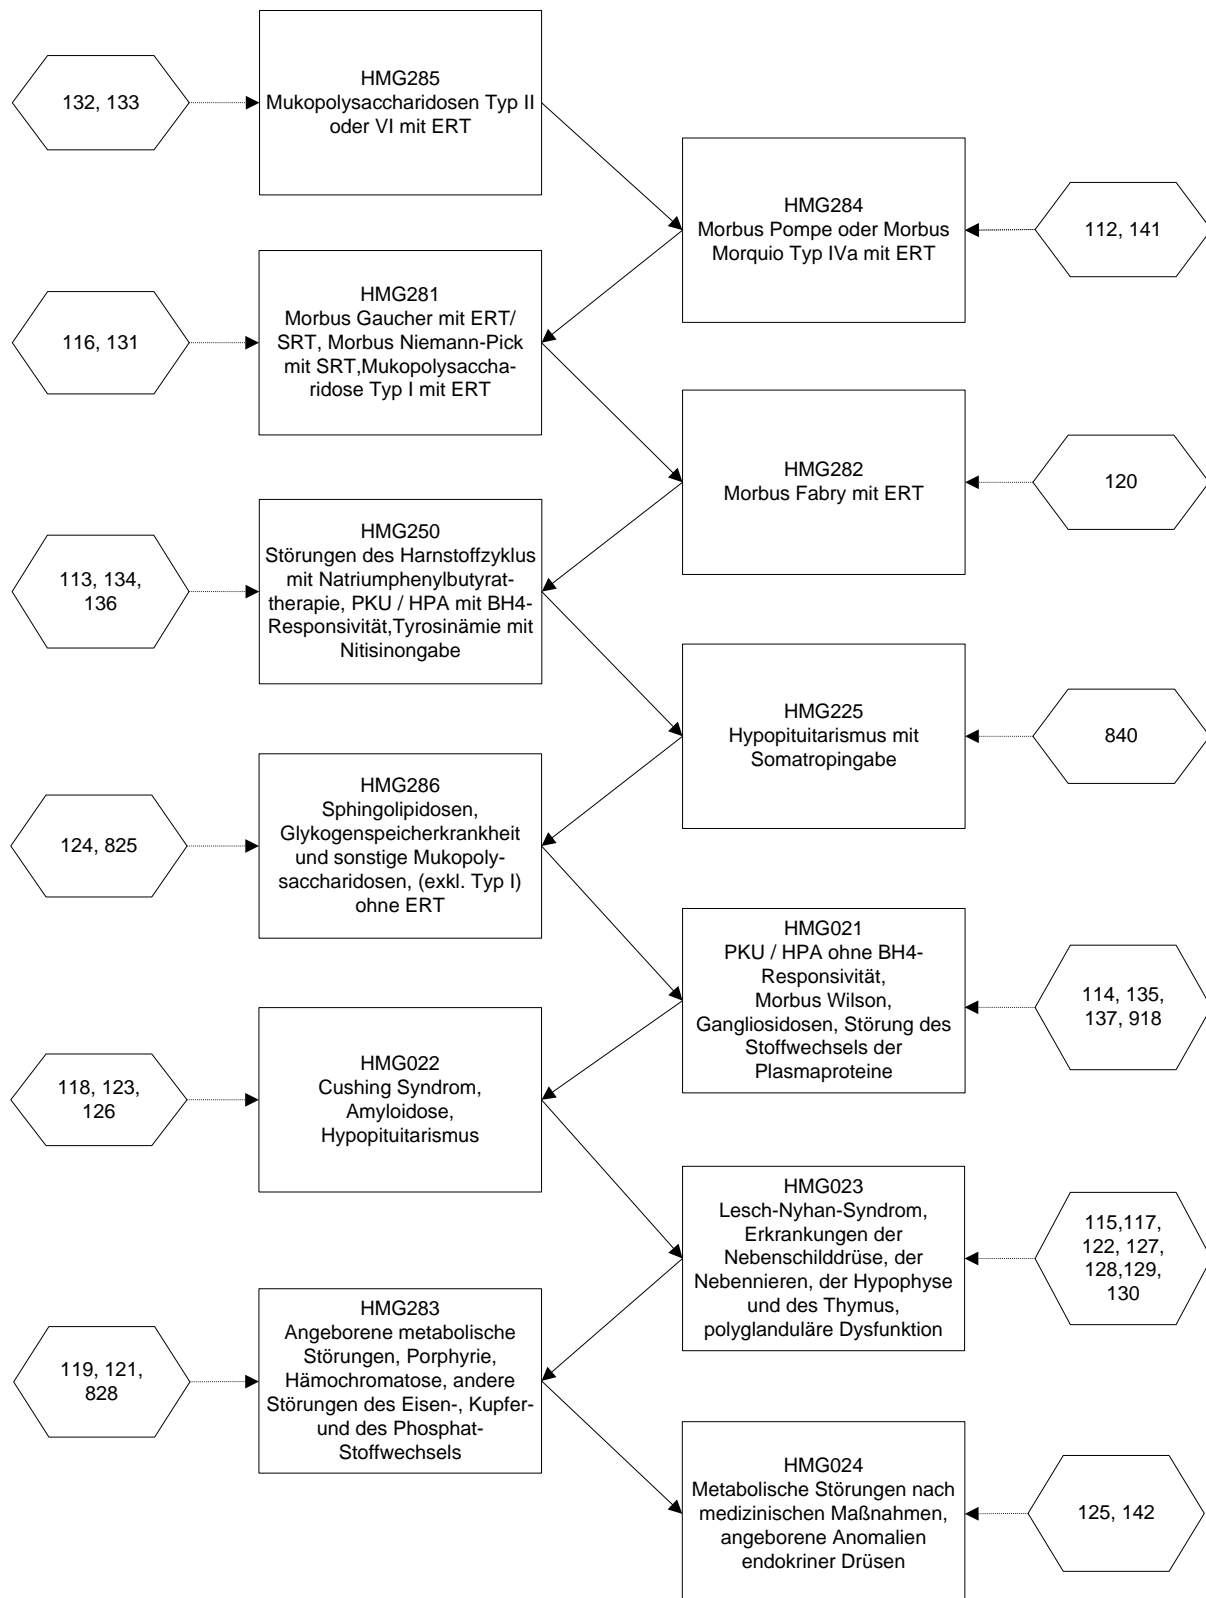 132, 133
HMG285
Mukopolysaccharidosen Typ II
oder VI mit ERT
HMG284
Morbus Pompe oder Morbus
Morquio Typ IVa mit ERT
112, 141
116, 131
HMG281
Morbus Gaucher mit ERT/
SRT, Morbus Niemann-Pick
mit SRT,Mukopolysaccha-
ridose Typ I mit ERT
HMG282
Morbus Fabry mit ERT
120
113, 134,
136
HMG250
Störungen des Harnstoffzyklus
mit Natriumphenylbutyrat-
therapie, PKU / HPA mit BH4-
Responsivität,Tyrosinämie mit
Nitisinongabe
HMG225
Hypopituitarismus mit
Somatropingabe
840
124, 825
HMG286
Sphingolipidosen,
Glykogenspeicherkrankheit
und sonstige Mukopoly-
saccharidosen, (exkl. Typ I)
ohne ERT
HMG021
PKU / HPA ohne BH4-
Responsivität,
Morbus Wilson,
Gangliosidosen, Störung des
Stoffwechsels der
Plasmaproteine
114, 135,
137, 918
118, 123,
126
HMG022
Cushing Syndrom,
Amyloidose,
Hypopituitarismus
HMG023
Lesch-Nyhan-Syndrom,
Erkrankungen der
Nebenschilddrüse, der
Nebennieren, der Hypophyse
und des Thymus,
polyglanduläre Dysfunktion
115,117,
122, 127,
128,129,
130
119, 121,
828
HMG283
Angeborene metabolische
Störungen, Porphyrie,
Hämochromatose, andere
Störungen des Eisen-, Kupfer-
und des Phosphat-
Stoffwechsels
HMG024
Metabolische Störungen nach
medizinischen Maßnahmen,
angeborene Anomalien
endokriner Drüsen
125, 142